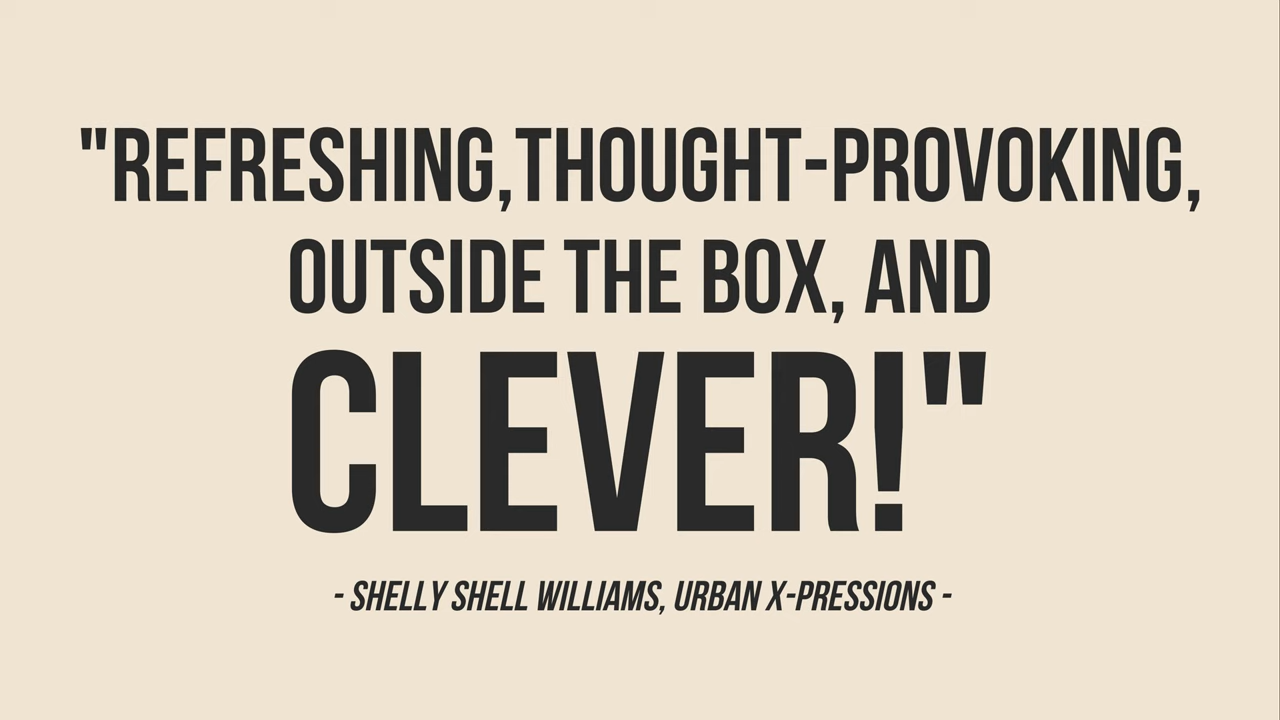 "REFRESHING,THOUGHT-PROVOKING,
OUTSIDE THE BOX, AND
CLEVER!"
- SHELLY SHELL WILLIAMS, URBAN X-PRESSIONS -